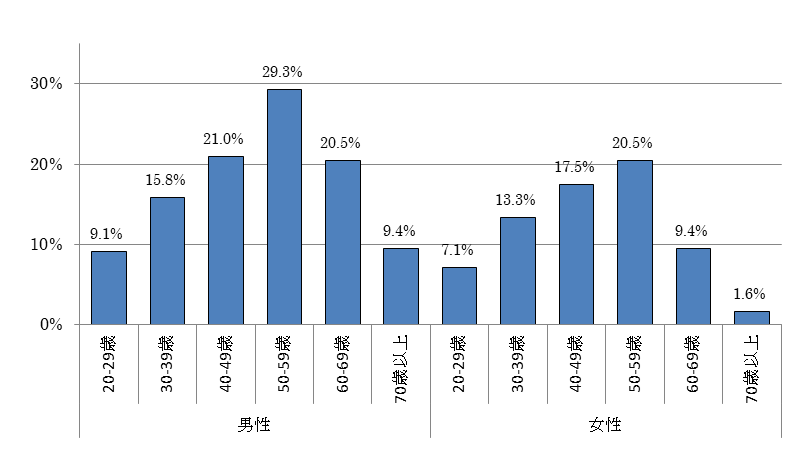 30%
20%
10%
0%
9.1%
15.8%
21.0%
29.3%
20.5%
9.4%
7.1%
13.3%
17.5%
20.5%
9.4%
1.6%
20-29歳
30-39歳
40-49歳
50-59歳
60-69歳
70歳以上
20-29歳
30-39歳
40-49歳
50-59歳
60-69歳
70歳以上
男性
女性